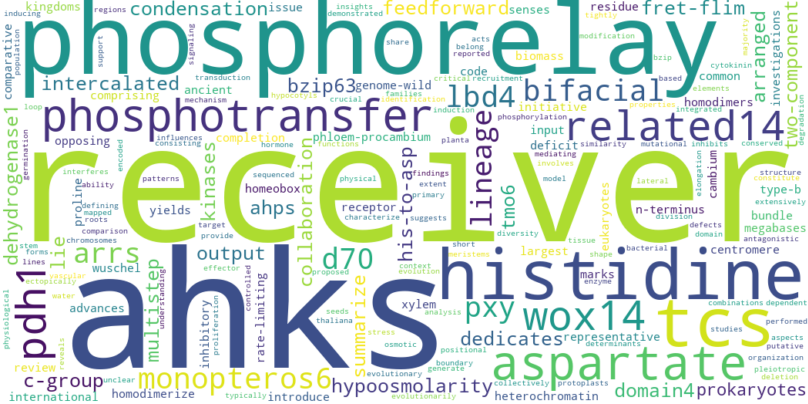 kingdoms regions condensation issue feedforward senses residue fret-flim
phosphorelay
comparative inducing population support signaling insights demonstrated share acts belong reported tightly modification majority bzip cytokinin
intercalated ancient transduction comprising mechanism bzip63 genome-wild biomass critical recruitment code families based common arranged investigations two-component
phosphotransfer hypocotyls crucial identification lbd4 bifacial properties elements
loop lineage initiative induction phosphorylation homodimers integrated degradation
opposing completion phloem-procambium input similarity mutational inhibits conserved related14
receiver
dehydrogenase1 germination interferes encoded influences consisting hormone functions planta deficit mediating structure
proline ability patterns kinases sequenced physical his-to-asp findings tmo6 involves n-terminus constitute type-b
defining mapped roots yields homeobox collaboration receptor extent primary model eukaryotes cambium extensively
arrs ahps similarity target characterize suggests elongation lateral division bundle
pdh1 lie comparison chromosomes wuschel provide diversity tissue defects megabases
stem forms output short meristems bacterial domain antagonistic
ahks histidine
lines multistep effector d70 context evolution shape centromere
vascular advances understanding controlled proposed largest marks enzyme
water inhibitory proliferation rate-limiting ectopically seeds summarize xylem pxy wox14 tcs combinations dependent
physiological reveals thaliana stress analysis dedicates representative studies performed
review unclear osmotic positional determinants aspects putative
monopteros6 evolutionary boundary aspartate organization
c-group hypoosmolarity generate domain4 prokaryotes pleiotropic deletion
international homodimerize typically introduce collectively protoplasts evolutionarily heterochromatin